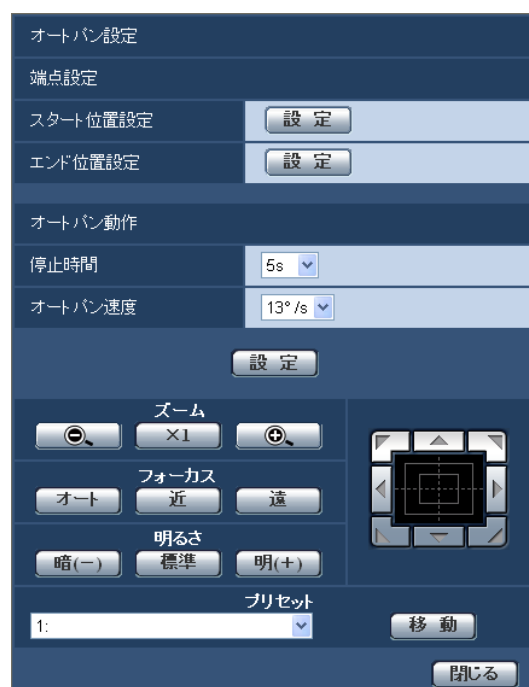 オートパン設定
端点設定
スタート位置設定 設定
エンド位置設定 設定
オートパン動作
停止時間 5s
オートパン速度 13°/s
設定
ズーム
×1
フォーカス
オート 近 遠
明るさ
暗(−) 標準 明(+)
プリセット
1: 移動
閉じる